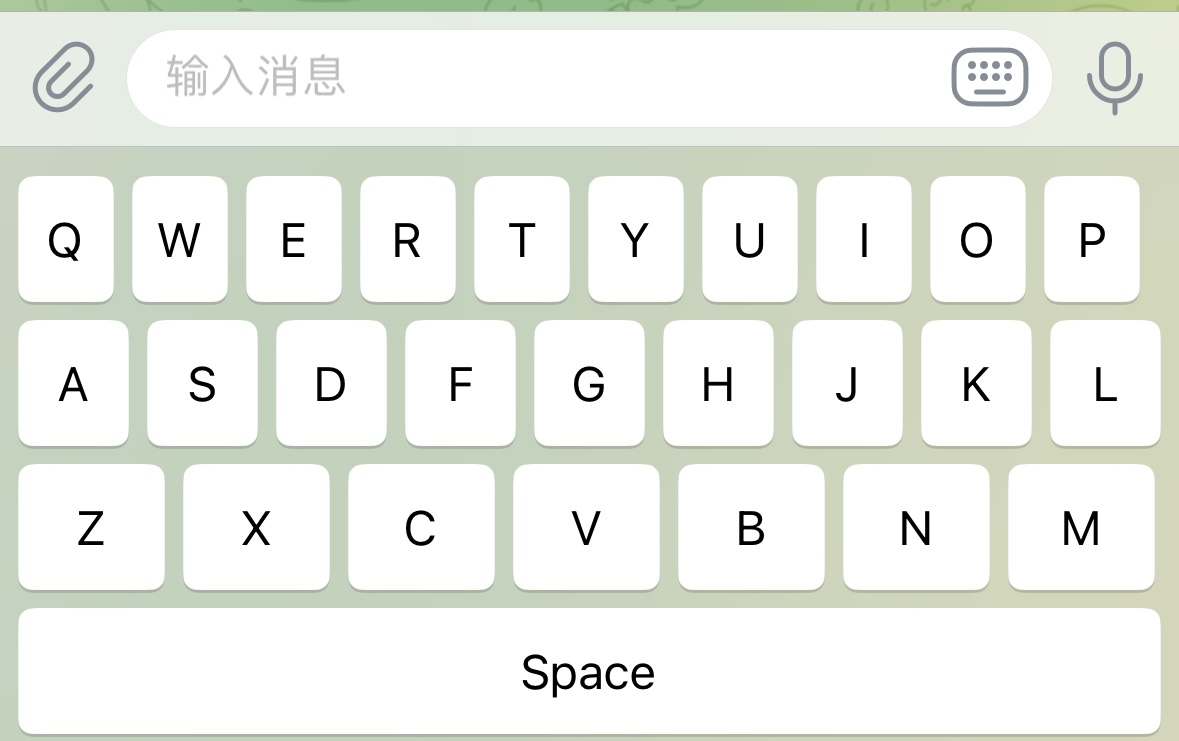 输入消息
Q W E R T Y U I O P
A S D F G H J K L
Z X C V B N M
Space